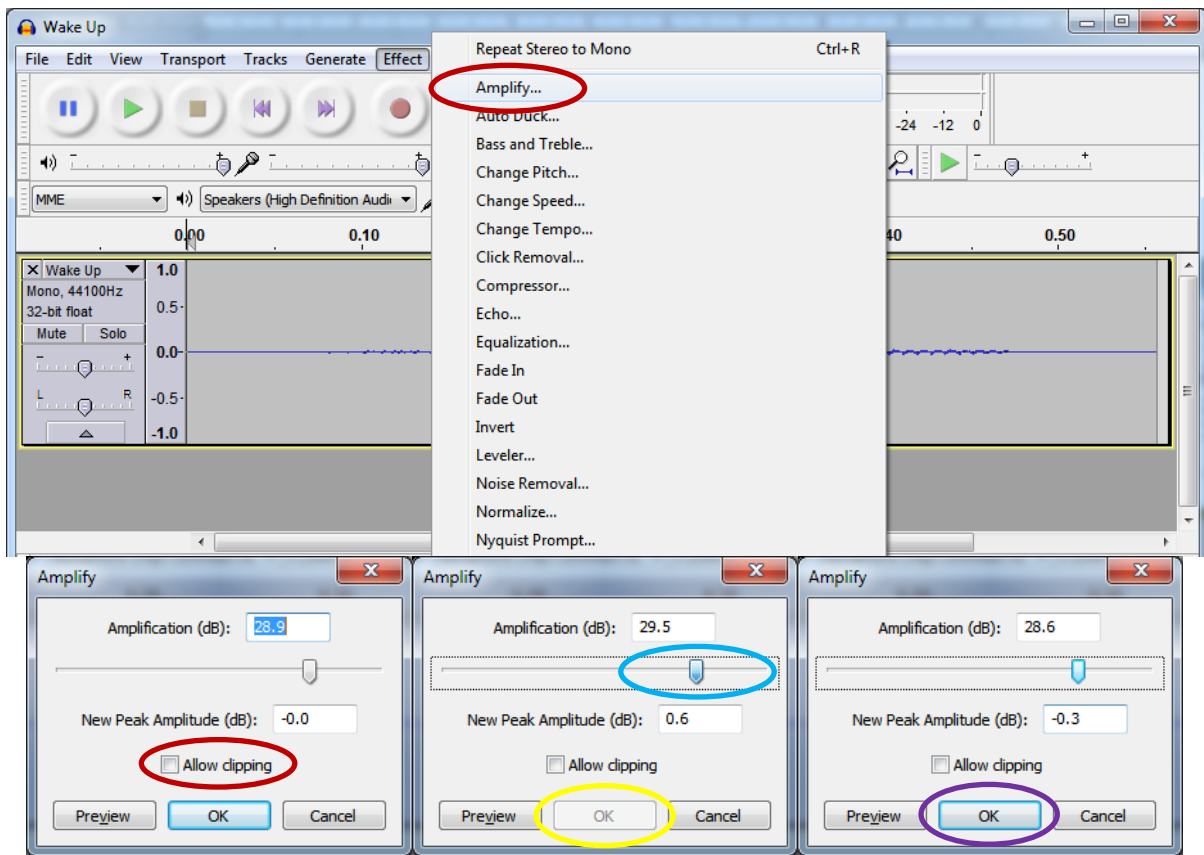 Wake Up
File Edit View Transport Tracks Generate Effect
Repeat Stereo to Mono Ctrl+R
Amplify...
Auto Duck...
Bass and Treble...
Change Pitch...
Change Speed...
Change Tempo...
Click Removal...
Compressor...
Echo...
Equalization...
Fade In
Fade Out
Invert
Leveler...
Noise Removal...
Normalize...
Nyquist Prompt...
-24 -12 0
- +
- +
- +
MME Speakers (High Definition Audi
0.00 0.10 40 0.50
X Wake Up 1.0
Mono, 44100Hz
32-bit float 0.5
Mute Solo
- + 0.0
L R -0.5
-1.0
Amplify
Amplification (dB): 28.9
New Peak Amplitude (dB): -0.0
Allow clipping
Preview OK Cancel
Amplify
Amplification (dB): 29.5
New Peak Amplitude (dB): 0.6
Allow clipping
Preview OK Cancel
Amplify
Amplification (dB): 28.6
New Peak Amplitude (dB): -0.3
Allow clipping
Preview OK Cancel